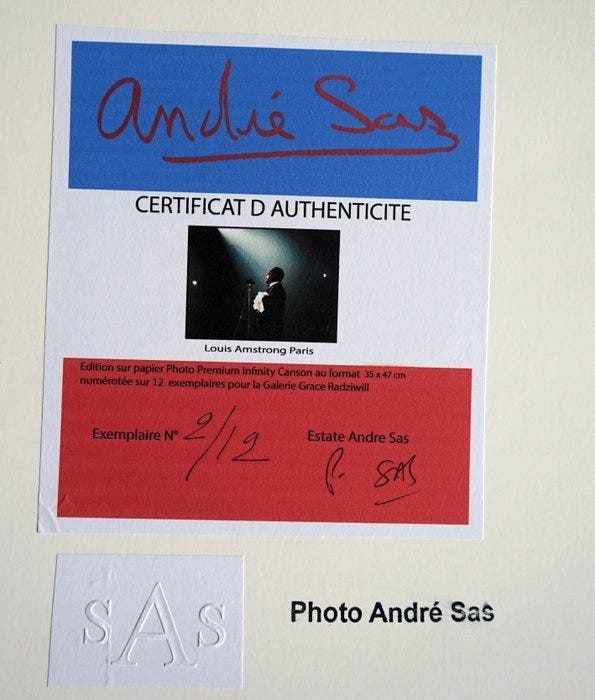 André Sas
CERTIFICAT D AUTHENTICITE
Louis Amstrong Paris
Edition sur papier Photo Premium Infinity Canson au format 35 x 47 cm
numérotée sur 12 exemplaires pour la Galerie Grace Radziwill
Exemplaire N° 2/12
Estate Andre Sas
P. SAS
SAS
Photo André Sas